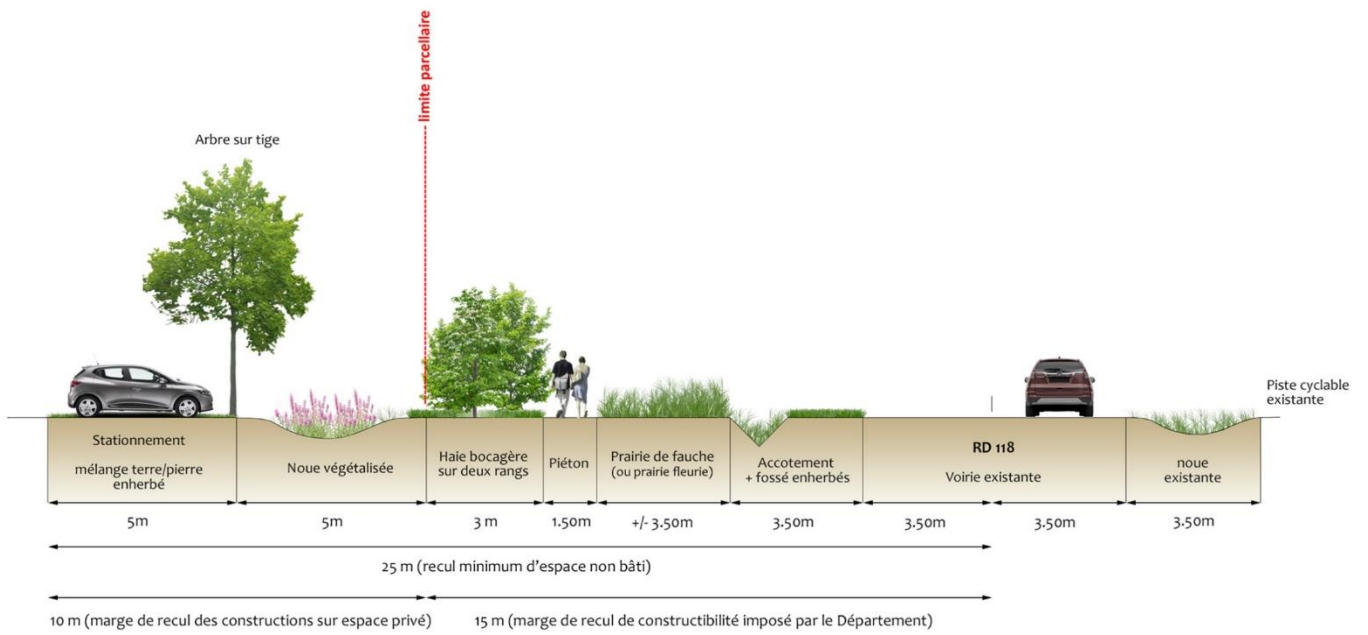 limite parcellaire
Arbre sur tige
Piste cyclable
existante
Stationnement
mélange terre/pierre
enherbé
Noue végétalisée
Haie bocagère
sur deux rangs
Piéton
Prairie de fauche
(ou prairie fleurie)
Accotement
+ fossé enherbés
RD 118
Voirie existante
noue
existante
5m
5m
3 m
1.50m
+/- 3.50m
3.50m
3.50m
3.50m
3.50m
25 m (recul minimum d'espace non bâti)
10 m (marge de recul des constructions sur espace privé)
15 m (marge de recul de constructibilité imposé par le Département)